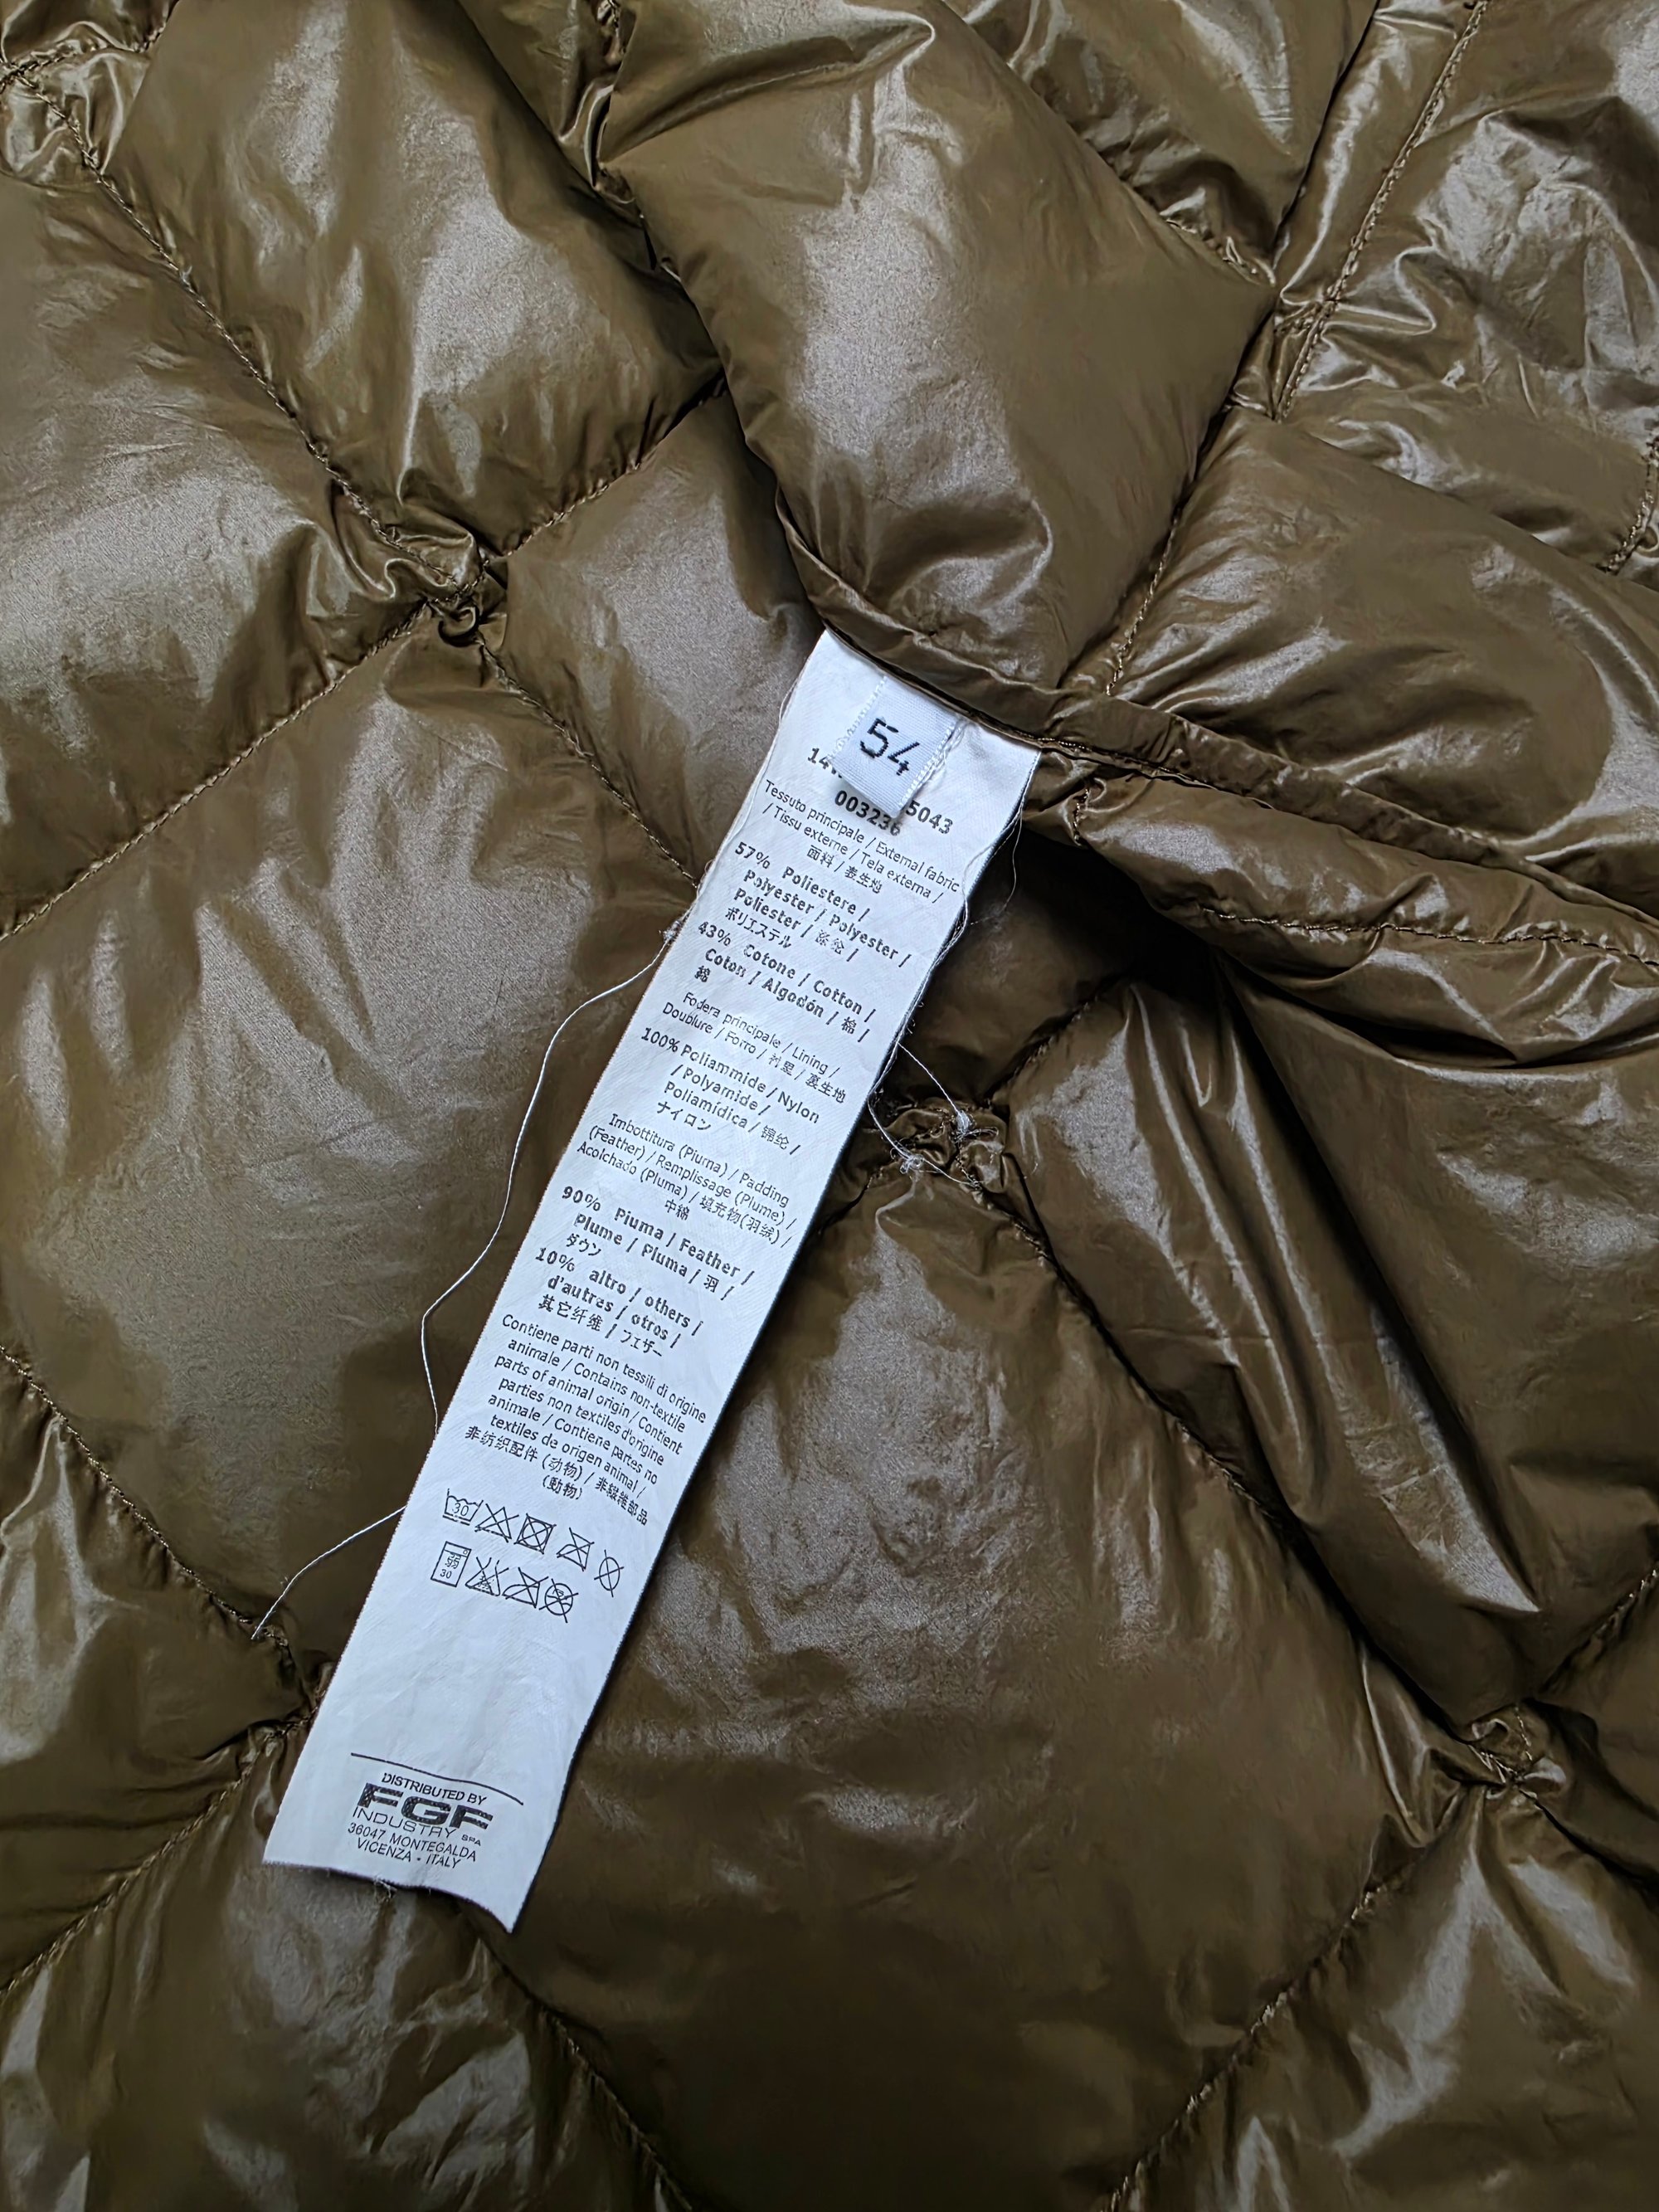 54
14
5043
003236
Tessuto principale / External fabric
/ Tissu externe / Tela externa /
面料 / 表生地
57% Poliestere /
Polyester / Polyester /
Poliester / 涤纶 /
ポリエステル
43% Cotone / Cotton /
Coton / Algodón / 棉 /
綿
Fodera principale / Lining /
Doublure / Forro / 衬里 / 裏生地
100% Poliammide / Nylon
/ Polyamide /
Poliamídica / 锦纶 /
ナイロン
Imbottitura (Piuma) / Padding
(Feather) / Remplissage (Plume) /
Acolchado (Pluma) / 填充物(羽绒) /
中綿
90% Piuma / Feather /
Plume / Pluma / 羽 /
ダウン
10% altro / others /
d'autres / otros /
其它纤维 / フェザー
Contiene parti non tessili di origine
animale / Contains non-textile
parts of animal origin / Contient
parties non textiles d'origine
animale / Contiene partes no
textiles de origen animal /
非纺织配件 (动物) / 非繊維部品
(動物)
30
30
DISTRIBUTED BY
FGF
INDUSTRY SPA
36047 MONTEGALDA
VICENZA - ITALY